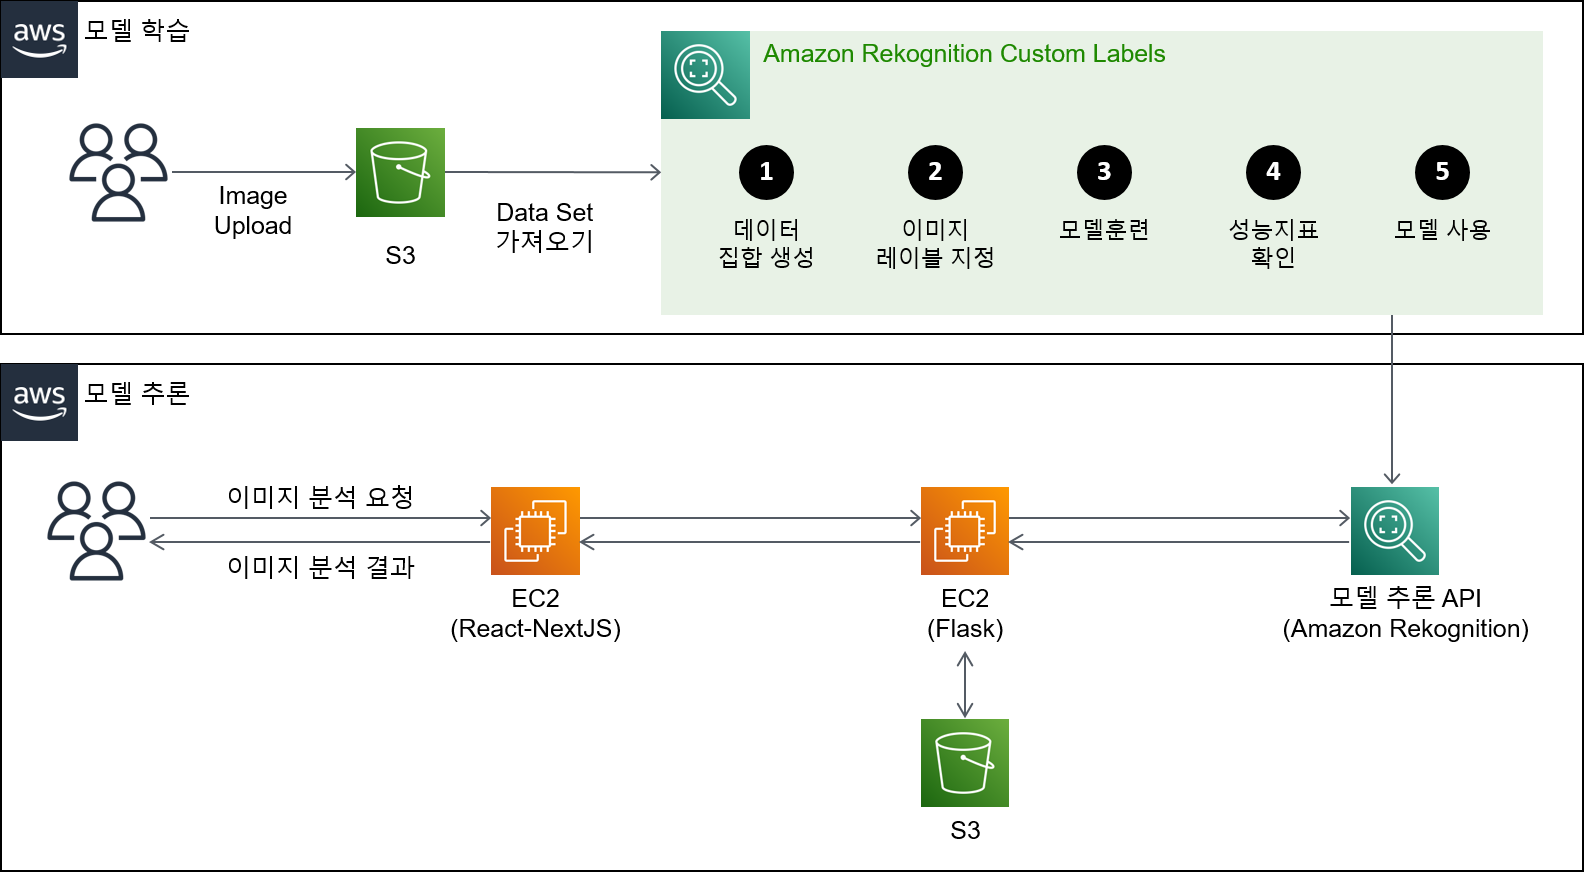 aws
모델 학습
Amazon Rekognition Custom Labels
Image
Upload
S3
Data Set
가져오기
1
데이터
집합 생성
2
이미지
레이블 지정
3
모델훈련
4
성능지표
확인
5
모델 사용
aws
모델 추론
이미지 분석 요청
이미지 분석 결과
EC2
(React-NextJS)
EC2
(Flask)
모델 추론 API
(Amazon Rekognition)
S3